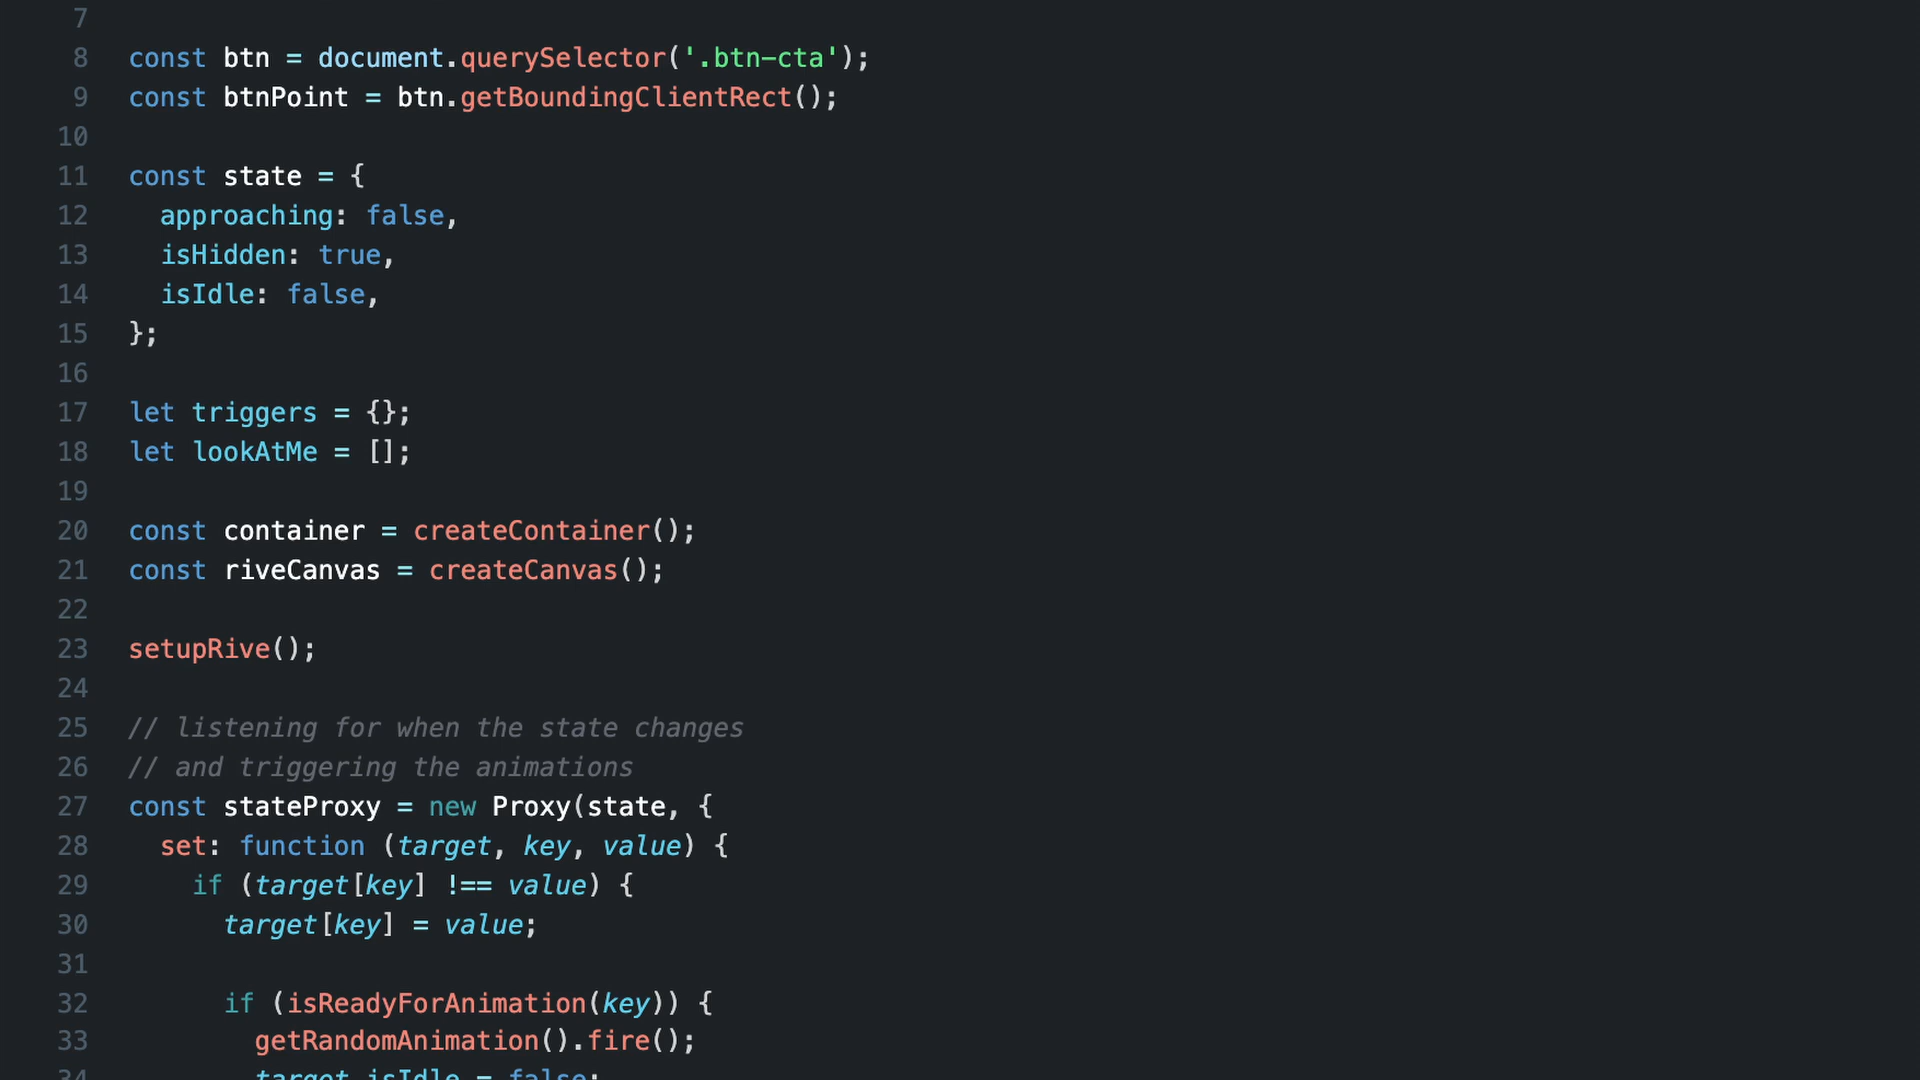 7
8 const btn = document.querySelector('.btn-cta');
9 const btnPoint = btn.getBoundingClientRect();
10
11 const state = {
12 approaching: false,
13 isHidden: true,
14 isIdle: false,
15 };
16
17 let triggers = {};
18 let lookAtMe = [];
19
20 const container = createContainer();
21 const riveCanvas = createCanvas();
22
23 setupRive();
24
25 // listening for when the state changes
26 // and triggering the animations
27 const stateProxy = new Proxy(state, {
28 set: function (target, key, value) {
29 if (target[key] !== value) {
30 target[key] = value;
31
32 if (isReadyForAnimation(key)) {
33 getRandomAnimation().fire();
34 target.isIdle = false;